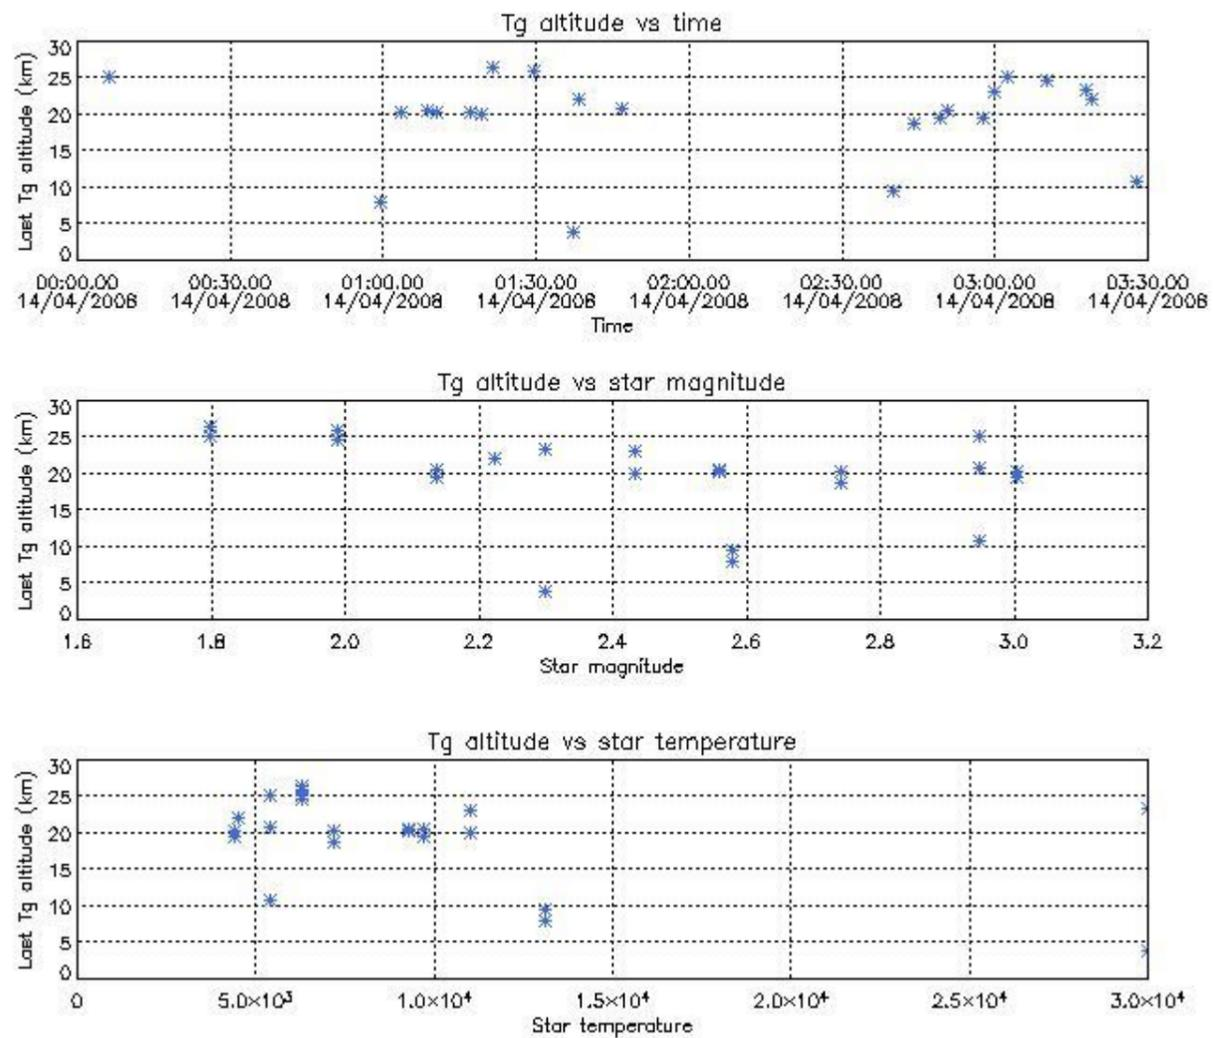 Tg altitude vs time
Last Tg altitude (km)
30
25
20
15
10
5
0
00:00.00 00:30.00 01:00.00 01:30.00 02:00.00 02:30.00 03:00.00 03:30.00
14/04/2006 14/04/2008 14/04/2008 14/04/2006 14/04/2008 14/04/2008 14/04/2008 14/04/2006
Time
Tg altitude vs star magnitude
Last Tg altitude (km)
30
25
20
15
10
5
0
1.6 1.8 2.0 2.2 2.4 2.6 2.8 3.0 3.2
Star magnitude
Tg altitude vs star temperature
Last Tg altitude (km)
30
25
20
15
10
5
0
0 5.0×10³ 1.0×10⁴ 1.5×10⁴ 2.0×10⁴ 2.5×10⁴ 3.0×10⁴
Star temperature